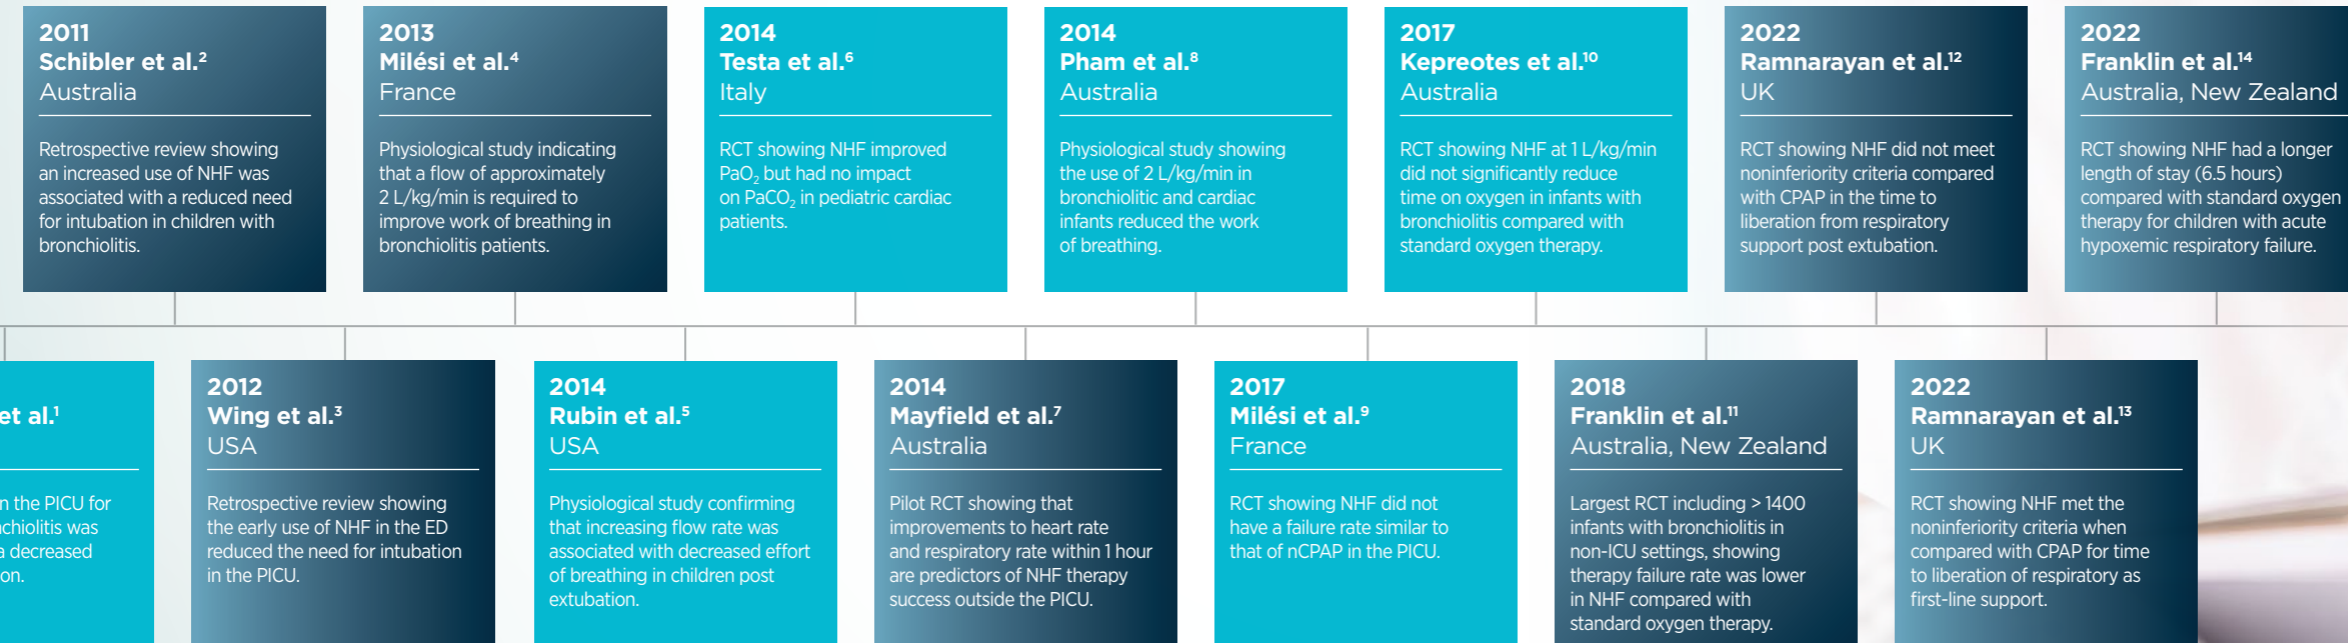 2011
Schibler et al.²
Australia
Retrospective review showing
an increased use of NHF was
associated with a reduced need
for intubation in children with
bronchiolitis.
2013
Milési et al.⁴
France
Physiological study indicating
that a flow of approximately
2 L/kg/min is required to
improve work of breathing in
bronchiolitis patients.
2014
Testa et al.⁶
Italy
RCT showing NHF improved
PaO₂ but had no impact
on PaCO₂ in pediatric cardiac
patients.
2014
Pham et al.⁸
Australia
Physiological study showing
the use of 2 L/kg/min in
bronchiolitic and cardiac
infants reduced the work
of breathing.
2017
Kepreotes et al.¹⁰
Australia
RCT showing NHF at 1 L/kg/min
did not significantly reduce
time on oxygen in infants with
bronchiolitis compared with
standard oxygen therapy.
2022
Ramnarayan et al.¹²
UK
RCT showing NHF did not meet
noninferiority criteria compared
with CPAP in the time to
liberation from respiratory
support post extubation.
2022
Franklin et al.¹⁴
Australia, New Zealand
RCT showing NHF had a longer
length of stay (6.5 hours)
compared with standard oxygen
therapy for children with acute
hypoxemic respiratory failure.
et al.¹
the PICU for
was
decreased
2012
Wing et al.³
USA
Retrospective review showing
the early use of NHF in the ED
reduced the need for intubation
in the PICU.
2014
Rubin et al.⁵
USA
Physiological study confirming
that increasing flow rate was
associated with decreased effort
of breathing in children post
extubation.
2014
Mayfield et al.⁷
Australia
Pilot RCT showing that
improvements to heart rate
and respiratory rate within 1 hour
are predictors of NHF therapy
success outside the PICU.
2017
Milési et al.⁹
France
RCT showing NHF did not
have a failure rate similar to
that of nCPAP in the PICU.
2018
Franklin et al.¹¹
Australia, New Zealand
Largest RCT including > 1400
infants with bronchiolitis in
non-ICU settings, showing
therapy failure rate was lower
in NHF compared with
standard oxygen therapy.
2022
Ramnarayan et al.¹³
UK
RCT showing NHF met the
noninferiority criteria when
compared with CPAP for time
to liberation of respiratory as
first-line support.